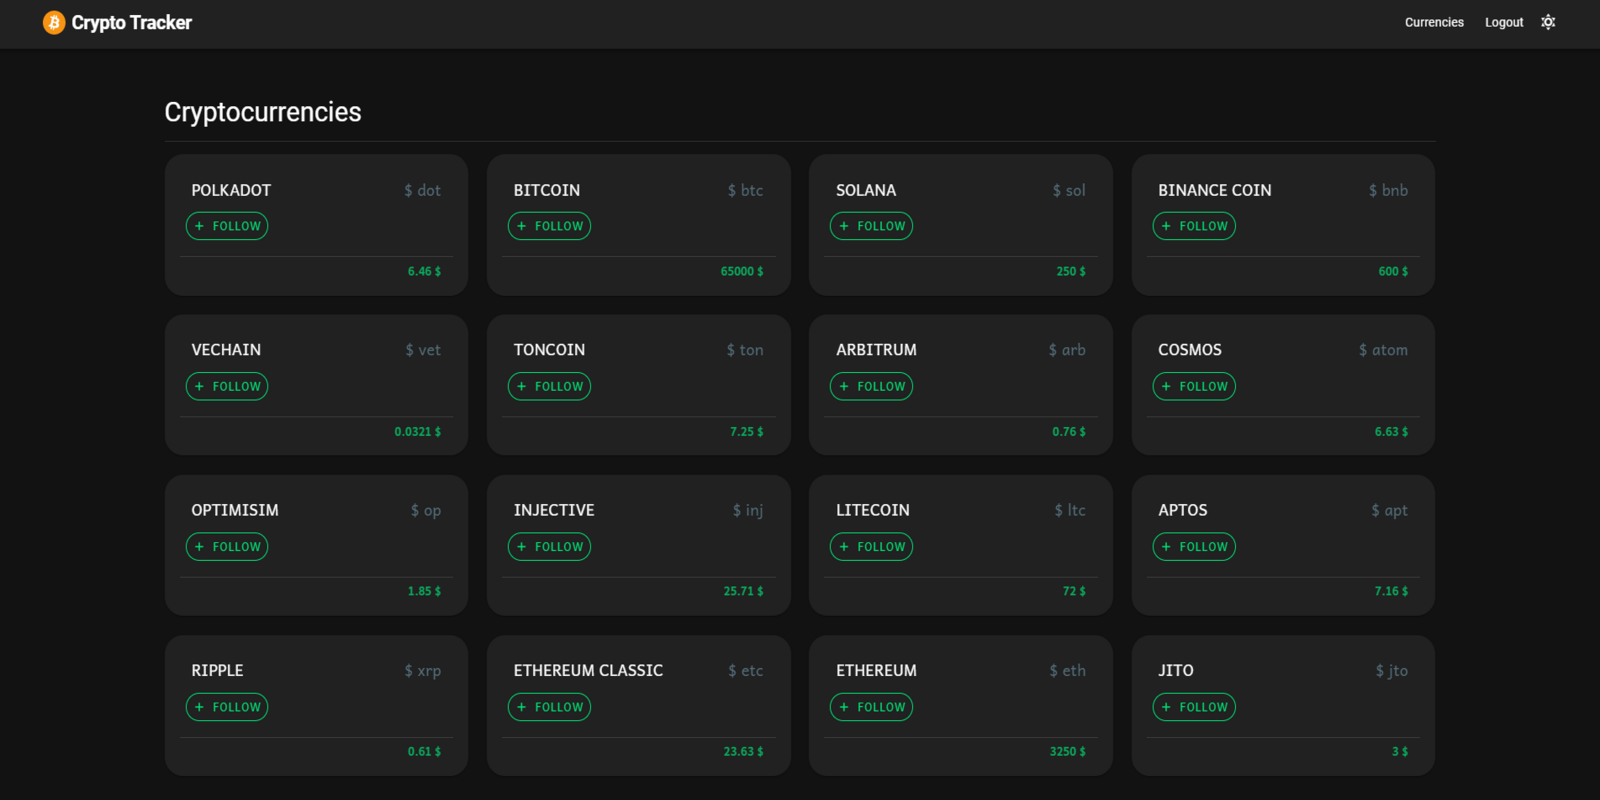 Crypto Tracker
Currencies Logout
Cryptocurrencies
POLKADOT $ dot
+ FOLLOW
6.46 $
BITCOIN $ btc
+ FOLLOW
65000 $
SOLANA $ sol
+ FOLLOW
250 $
BINANCE COIN $ bnb
+ FOLLOW
600 $
VECHAIN $ vet
+ FOLLOW
0.0321 $
TONCOIN $ ton
+ FOLLOW
7.25 $
ARBITRUM $ arb
+ FOLLOW
0.76 $
COSMOS $ atom
+ FOLLOW
6.63 $
OPTIMISIM $ op
+ FOLLOW
1.85 $
INJECTIVE $ inj
+ FOLLOW
25.71 $
LITECOIN $ ltc
+ FOLLOW
72 $
APTOS $ apt
+ FOLLOW
7.16 $
RIPPLE $ xrp
+ FOLLOW
0.61 $
ETHEREUM CLASSIC $ etc
+ FOLLOW
23.63 $
ETHEREUM $ eth
+ FOLLOW
3250 $
JITO $ jto
+ FOLLOW
3 $